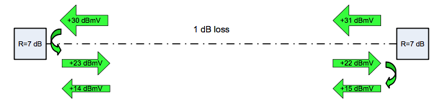 +30 dBmV
1 dB loss
+31 dBmV
R=7 dB
R=7 dB
+23 dBmV
+22 dBmV
+14 dBmV
+15 dBmV